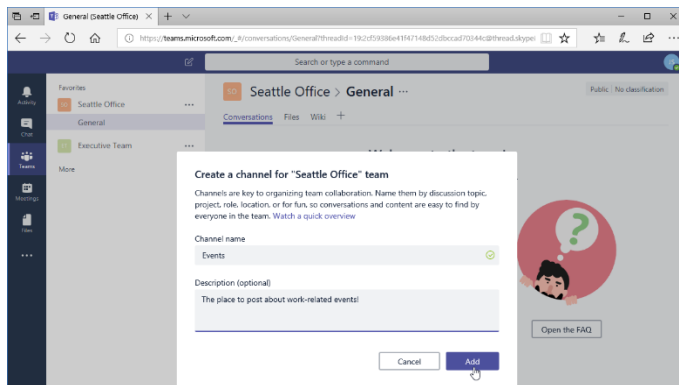 General (Seattle Office)
https://teams.microsoft.com/_#/conversations/General?threadId=19:2cf59386e41f47148d52dbccad70344c@thread.skype
Search or type a command
Activity
Chat
Teams
Meetings
Files
Favorites
SO Seattle Office
General
Executive Team
More
SO Seattle Office > General
Public No classification
Conversations Files Wiki
Create a channel for "Seattle Office" team
Channels are key to organizing team collaboration. Name them by discussion topic,
project, role, location, or for fun, so conversations and content are easy to find by
everyone in the team. Watch a quick overview
Channel name
Events
Description (optional)
The place to post about work-related events!
Cancel Add
?
Open the FAQ